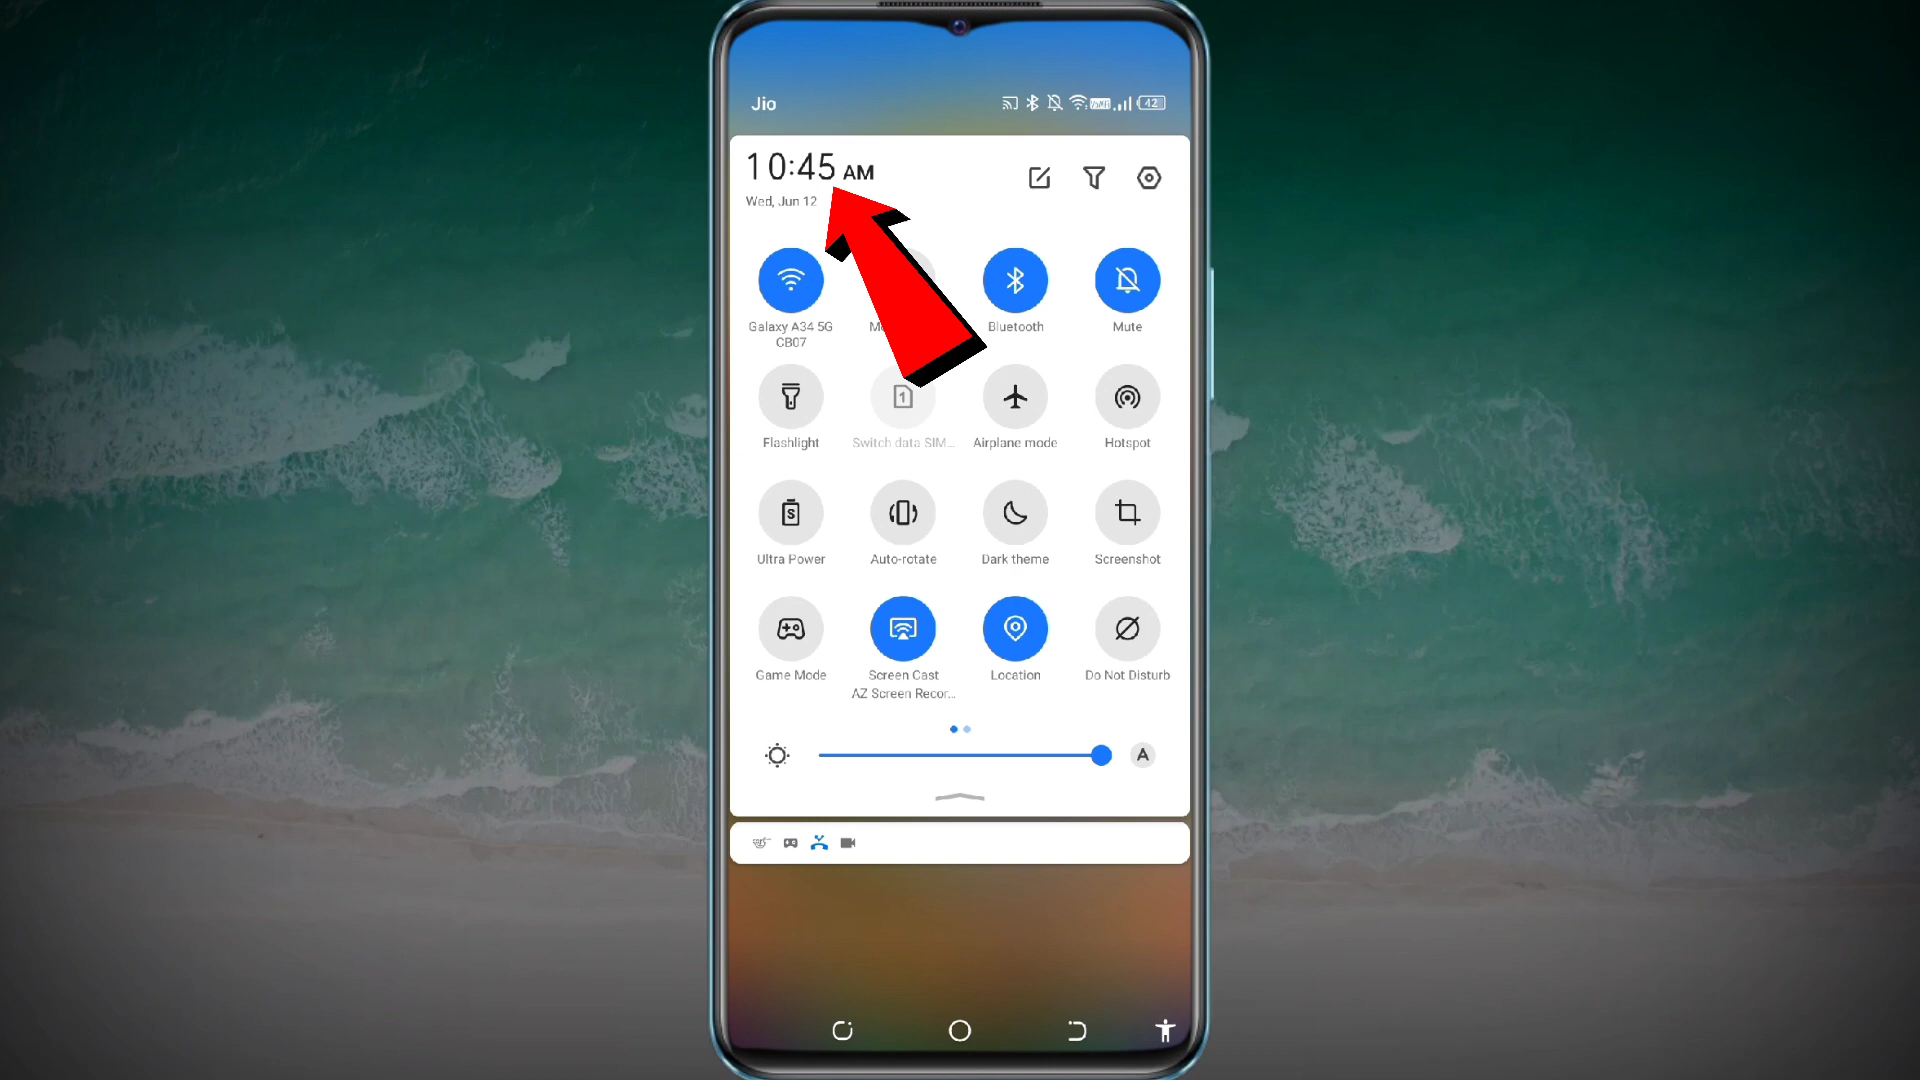 Jio
42
10:45 AM
Wed, Jun 12
Galaxy A34 5G
CB07
Bluetooth
Mute
Flashlight
1
Switch data SIM...
Airplane mode
Hotspot
S
Ultra Power
Auto-rotate
Dark theme
Screenshot
Game Mode
Screen Cast
AZ Screen Recor...
Location
Do Not Disturb
A